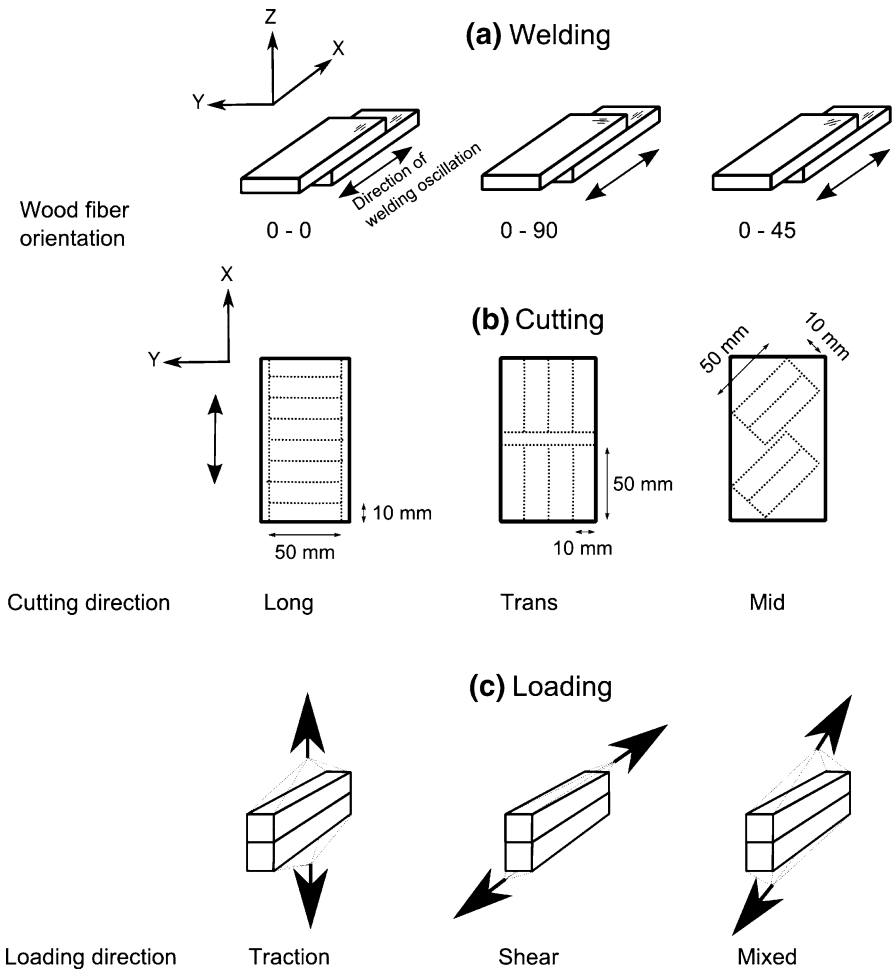 (a) Welding
Z
X
Y
Direction of
welding oscillation
Wood fiber
orientation
0 - 0
0 - 90
0 - 45
(b) Cutting
X
Y
10 mm
50 mm
50 mm
10 mm
50 mm
10 mm
Cutting direction
Long
Trans
Mid
(c) Loading
Loading direction
Traction
Shear
Mixed